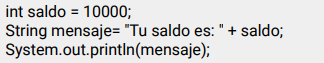 int saldo = 10000;
String mensaje= "Tu saldo es: " + saldo;
System.out.println(mensaje);